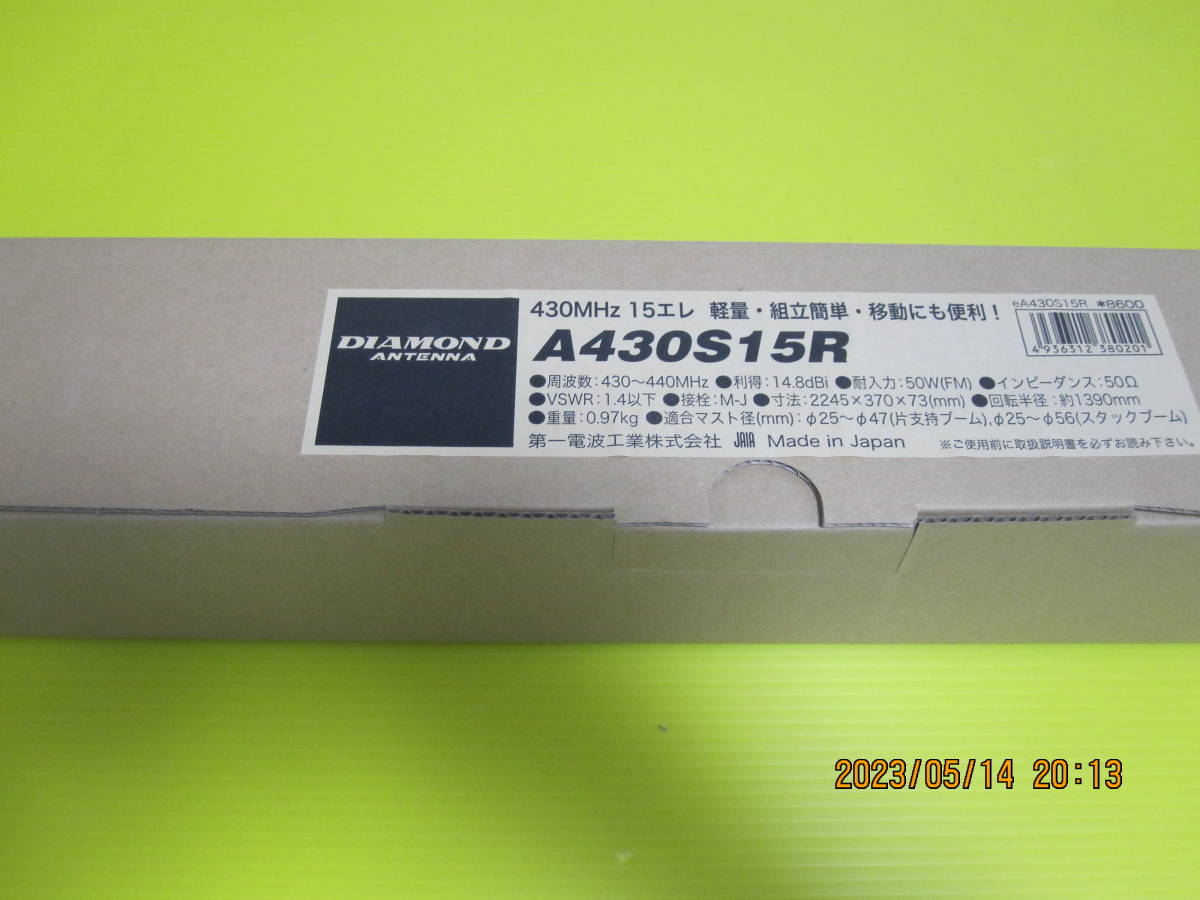 DIAMOND
ANTENNA
430MHz 15エレ 軽量・組立簡単・移動にも便利！
eA430S15R *8600
A430S15R
4 936312 380201
●周波数：430～440MHz ●利得：14.8dBi ●耐入力：50W(FM) ●インピーダンス：50Ω
●VSWR：1.4以下 ●接栓：M-J ●寸法：2245×370×73(mm) ●回転半径：約1390mm
●重量：0.97kg ●適合マスト径(mm)：φ25～φ47(片支持ブーム),φ25～φ56(スタックブーム)
第一電波工業株式会社 JAIA Made in Japan ※ご使用前に取扱説明書を必ずお読み下さい。
2023/05/14 20:13